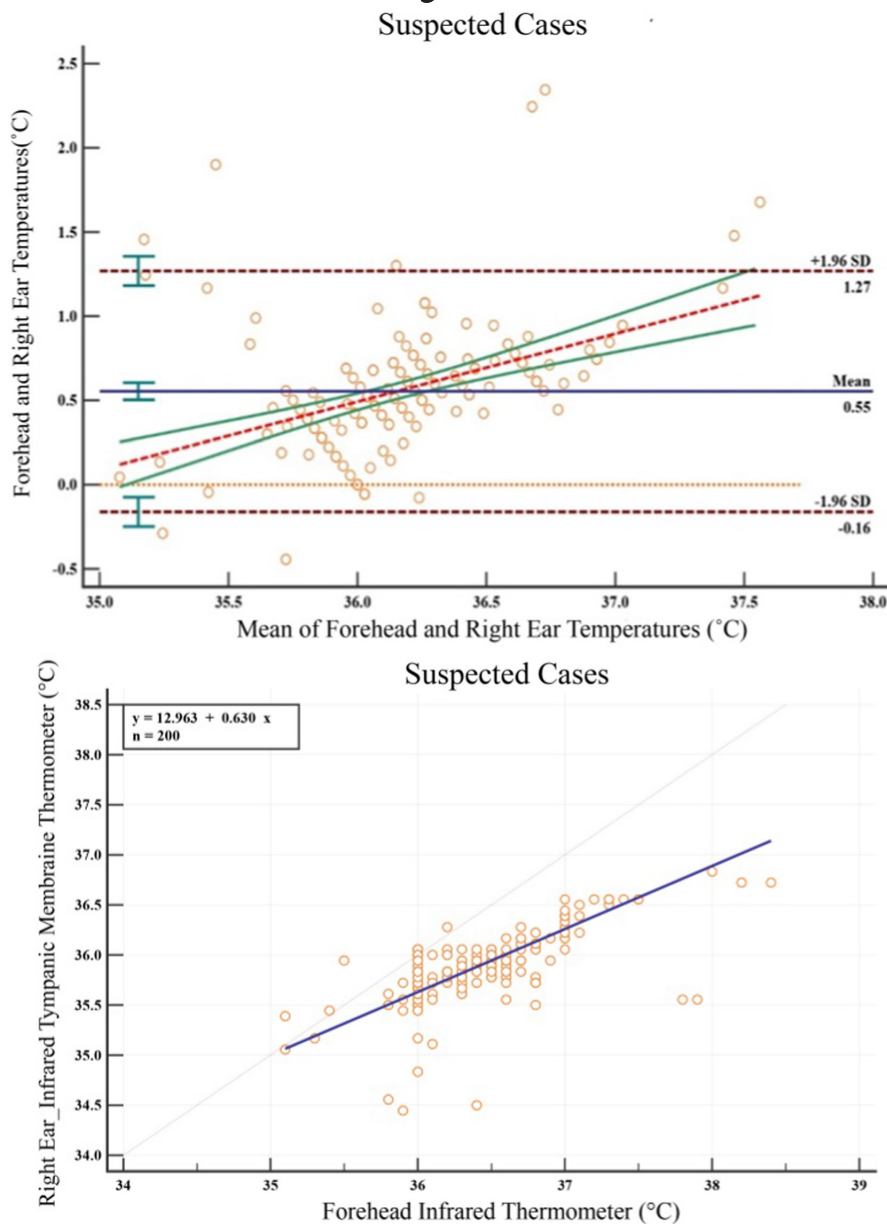 Suspected Cases
Forehead and Right Ear Temperatures(˚C)
2.5
2.0
1.5
1.0
0.5
0.0
-0.5
+1.96 SD
1.27
Mean
0.55
-1.96 SD
-0.16
35.0 35.5 36.0 36.5 37.0 37.5 38.0
Mean of Forehead and Right Ear Temperatures (˚C)
Suspected Cases
Right Ear_Infrared Tympanic Membraine Thermometer (°C)
y = 12.963 + 0.630 x
n = 200
38.5
38.0
37.5
37.0
36.5
36.0
35.5
35.0
34.5
34.0
34 35 36 37 38 39
Forehead Infrared Thermometer (°C)